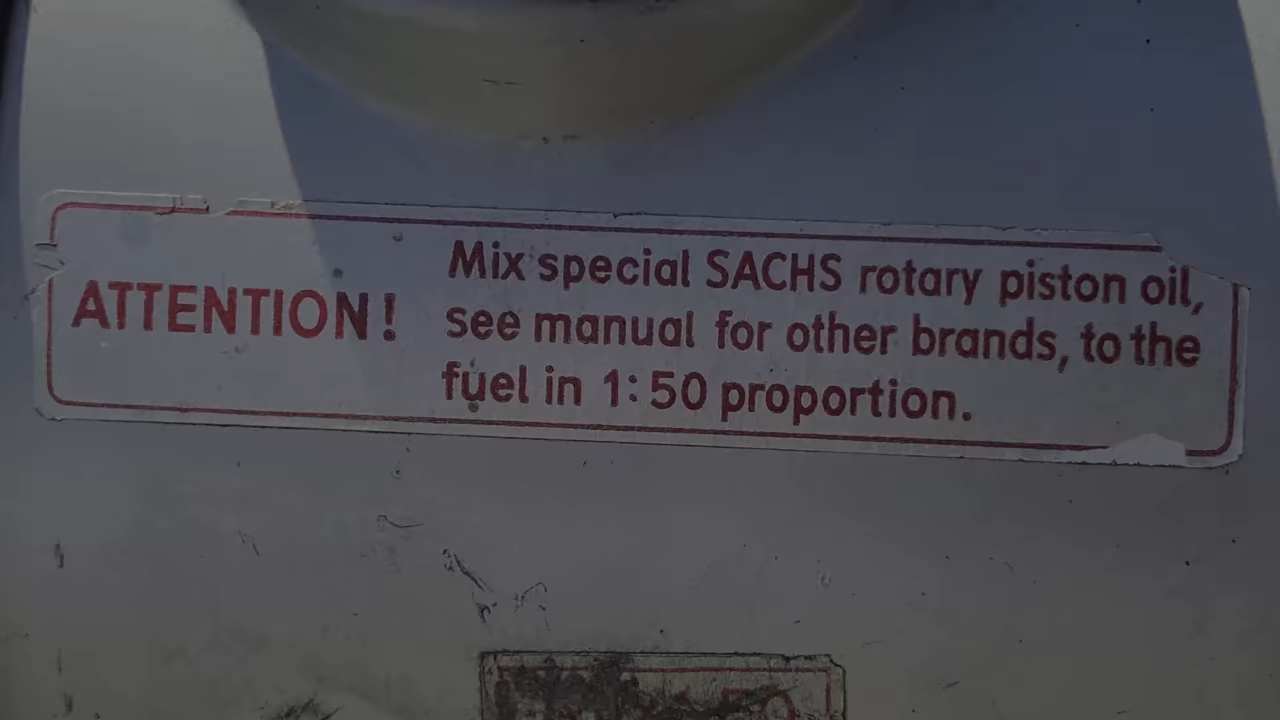 ATTENTION!
Mix special SACHS rotary piston oil,
see manual for other brands, to the
fuel in 1:50 proportion.